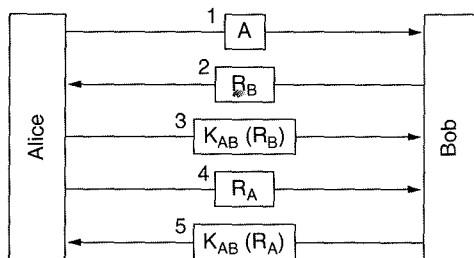 1 A
2 R_B
Alice
3 K_AB (R_B)
Bob
4 R_A
5 K_AB (R_A)